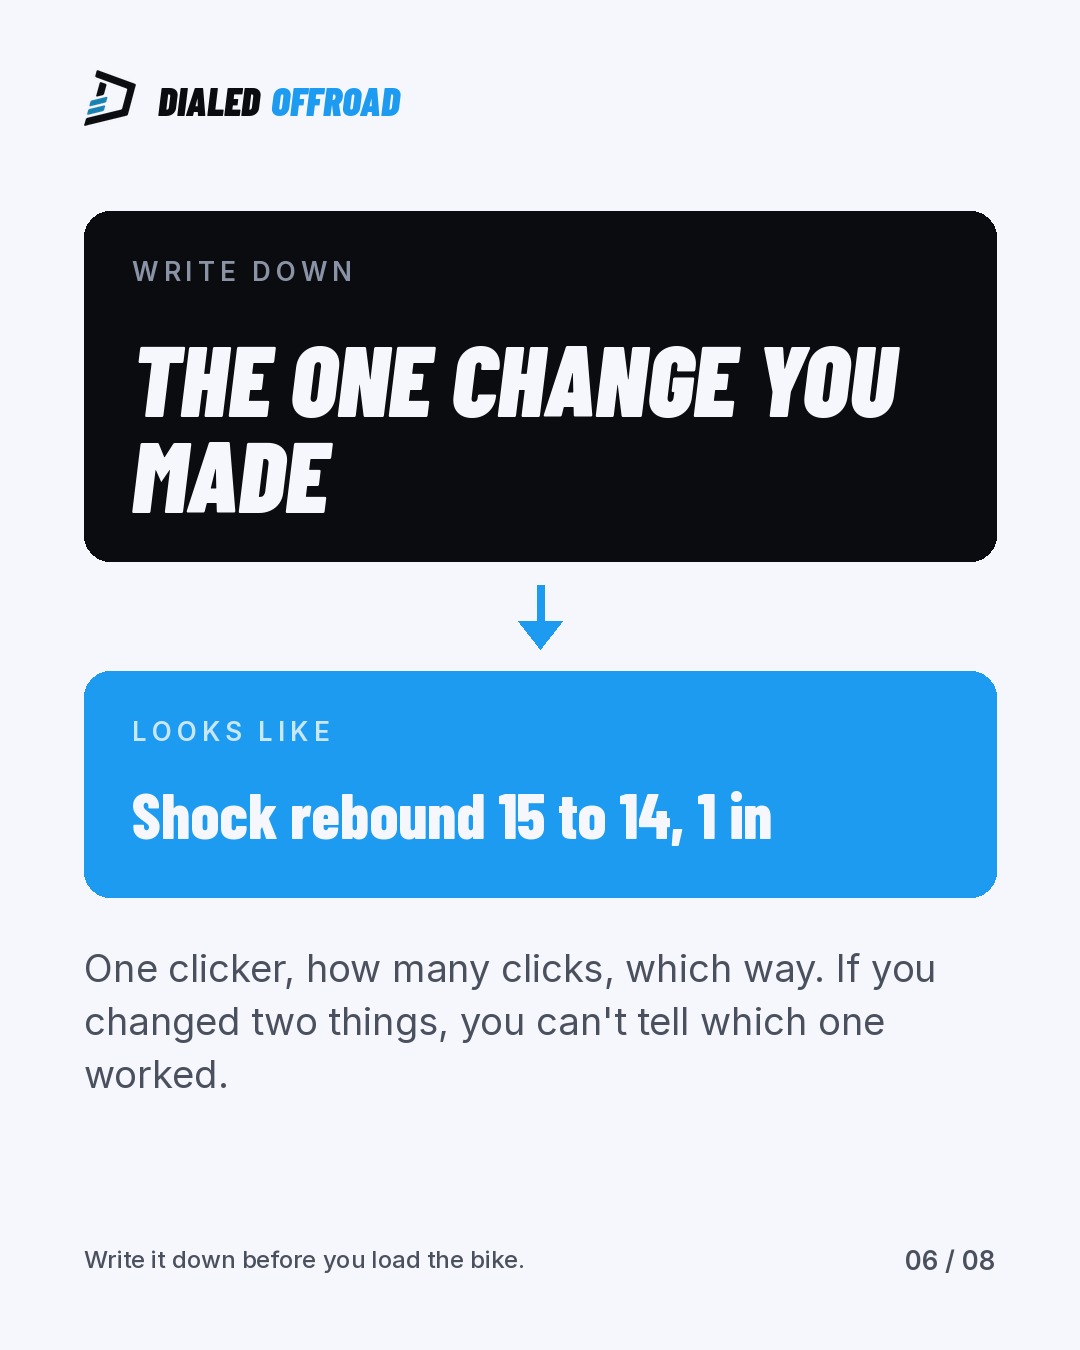 DIALED OFFROAD
WRITE DOWN
THE ONE CHANGE YOU
MADE
LOOKS LIKE
Shock rebound 15 to 14, 1 in
One clicker, how many clicks, which way. If you
changed two things, you can't tell which one
worked.
Write it down before you load the bike.
06 / 08